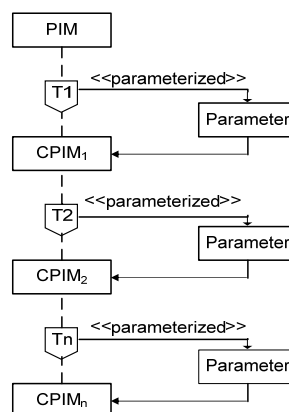 PIM
<<parameterized>>
T1
Parameter
CPIM₁
<<parameterized>>
T2
Parameter
CPIM₂
<<parameterized>>
Tn
Parameter
CPIMₙ